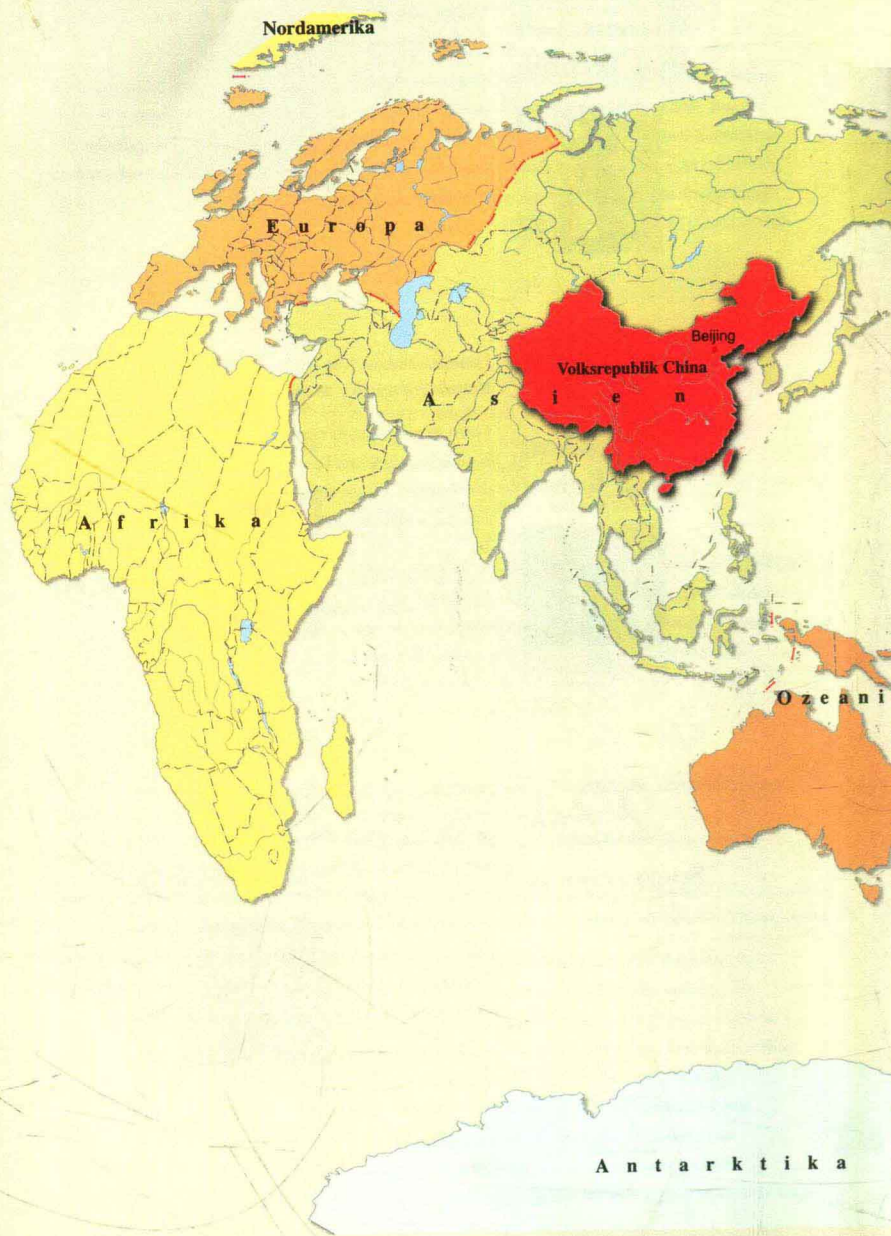 Nordamerika
Europa
Beijing
Volksrepublik China
Asien
Afrika
Ozeani
Antarktika